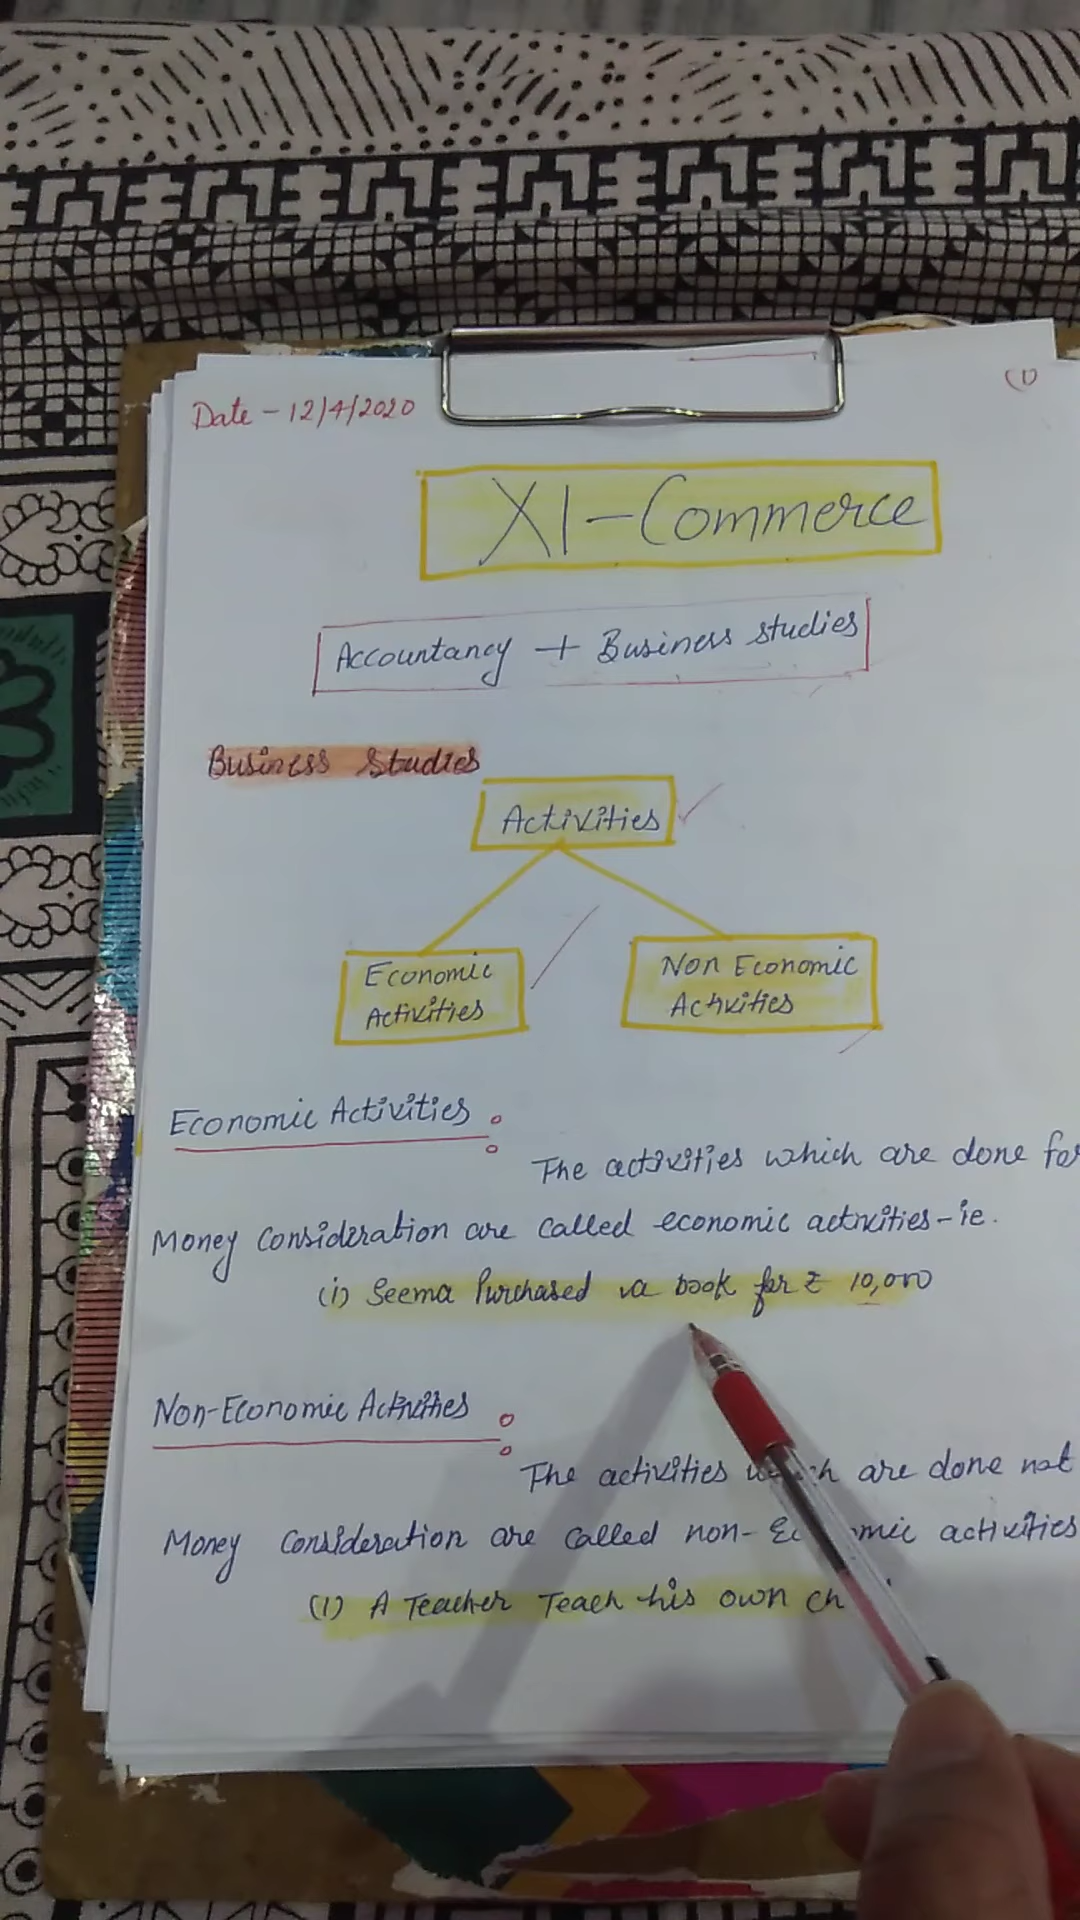 (1)
Date - 12/4/2020
XI - Commerce
Accountancy + Business studies
Business Studies
Activities
Economic
Activities
Non Economic
Activities
Economic Activities :
The activities which are done for
Money Consideration are called economic activities - ie.
(i) Seema Purchased a book for ₹ 10,000
Non-Economic Activities :
The activities which are done not
Money Consideration are called non-Economic activities
(1) A Teacher Teach his own